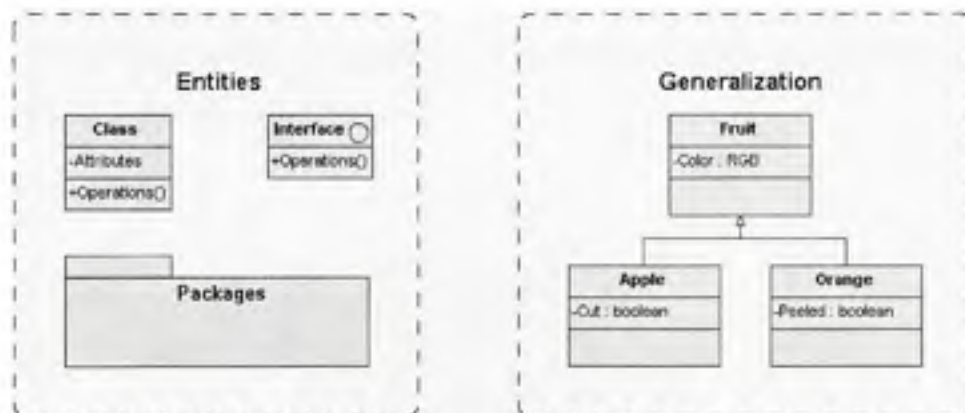 Entities
Class
-Attributes
+Operations()
Interface
+Operations()
Packages
Generalization
Fruit
-Color : RGB
Apple
-Cut : boolean
Orange
-Peeled : boolean